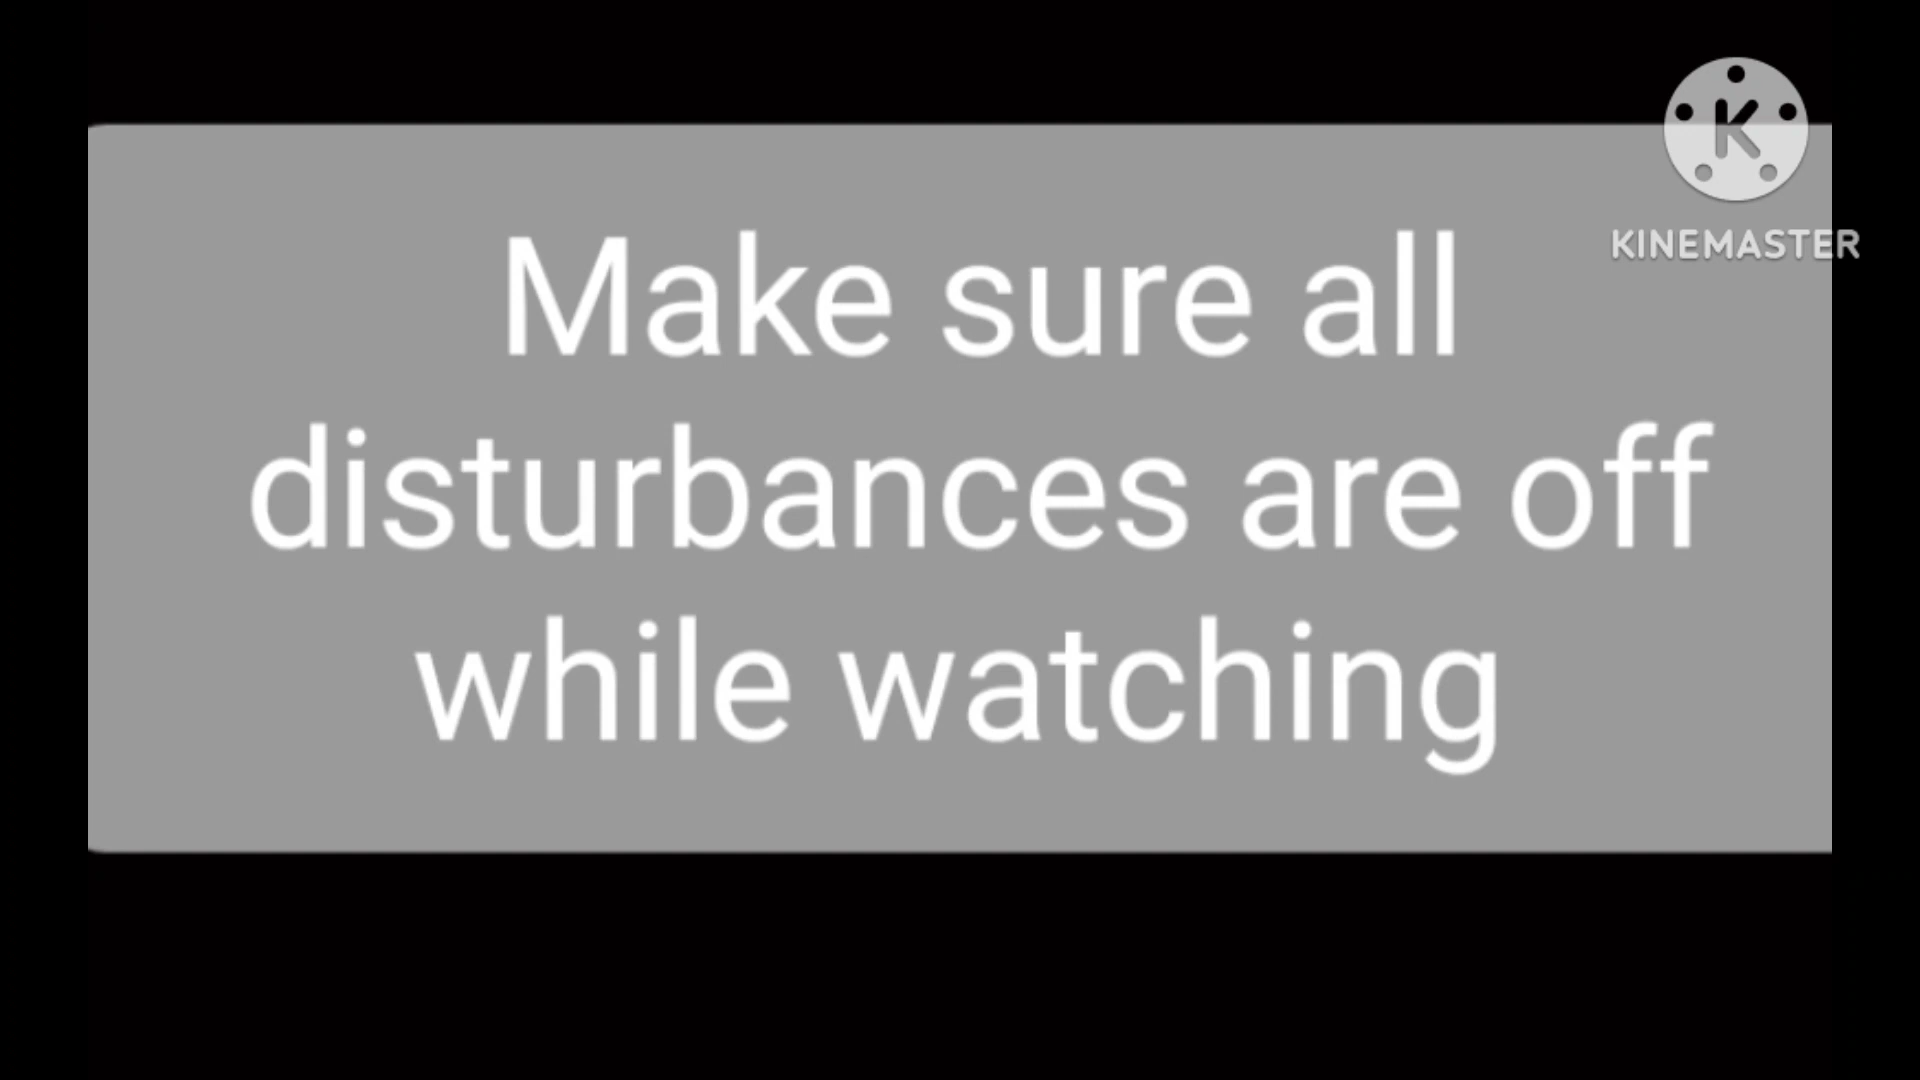 K
KINEMASTER
Make sure all
disturbances are off
while watching